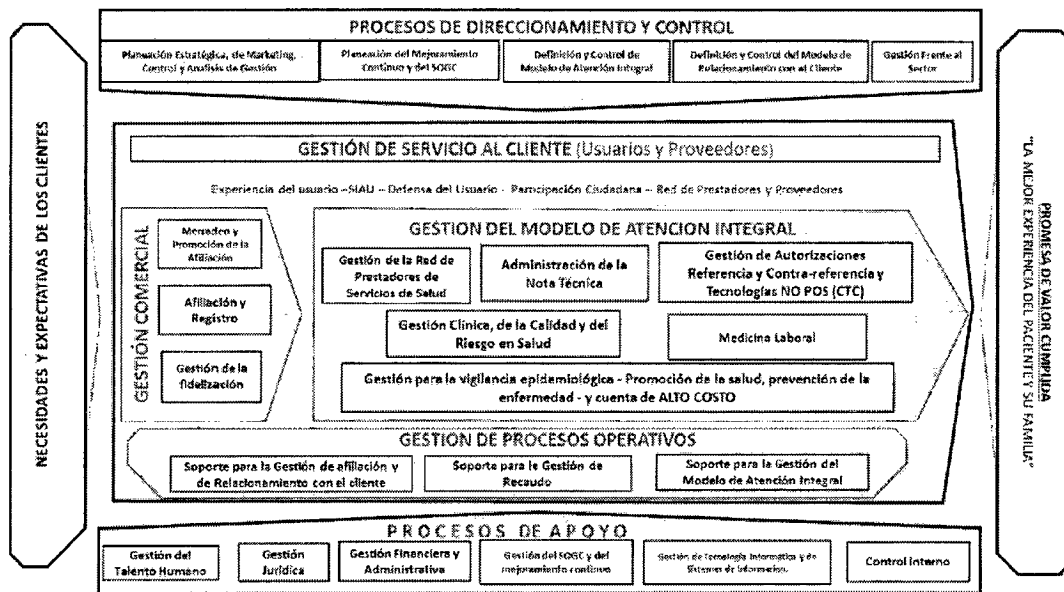 PROCESOS DE DIRECCIONAMIENTO Y CONTROL
Planeación Estratégica, de Marketing,
Control y Analisis de Gestión
Planeación del Mejoramiento
Continuo y del SOGC
Definición y Control de
Modelo de Atención Integral
Definición y Control del Modelo de
Relacionamiento con el Cliente
Gestión Frente al
Sector
NECESIDADES Y EXPECTATIVAS DE LOS CLIENTES
GESTIÓN DE SERVICIO AL CLIENTE (Usuarios y Proveedores)
Experiencia del usuario –SIAU – Defensa del Usuario - Participación Ciudadana – Red de Prestadores y Proveedores
GESTIÓN COMERCIAL
Mercadeo y
Promoción de la
Afiliación
Afiliación y
Registro
Gestión de la
fidelización
GESTION DEL MODELO DE ATENCION INTEGRAL
Gestión de la Red de
Prestadores de
Servicios de Salud
Administración de la
Nota Técnica
Gestión de Autorizaciones
Referencia y Contra-referencia y
Tecnologías NO POS (CTC)
Gestión Clínica, de la Calidad y del
Riesgo en Salud
Medicina Laboral
Gestión para la vigilancia epidemiológica - Promoción de la salud, prevención de la
enfermedad - y cuenta de ALTO COSTO
GESTION DE PROCESOS OPERATIVOS
Soporte para la Gestión de afiliación y
de Relacionamiento con el cliente
Soporte para la Gestión de
Recaudo
Soporte para la Gestión del
Modelo de Atención Integral
PROMESA DE VALOR CUMPLIDA
"LA MEJOR EXPERIENCIA DEL PACIENTE Y SU FAMILIA"
PROCESOS DE APOYO
Gestión del
Talento Humano
Gestión
Jurídica
Gestión Financiera y
Administrativa
Gestión del SOGC y del
mejoramiento continuo
Gestión de Tecnología Informatica y de
Sistemas de Informacion.
Control Interno